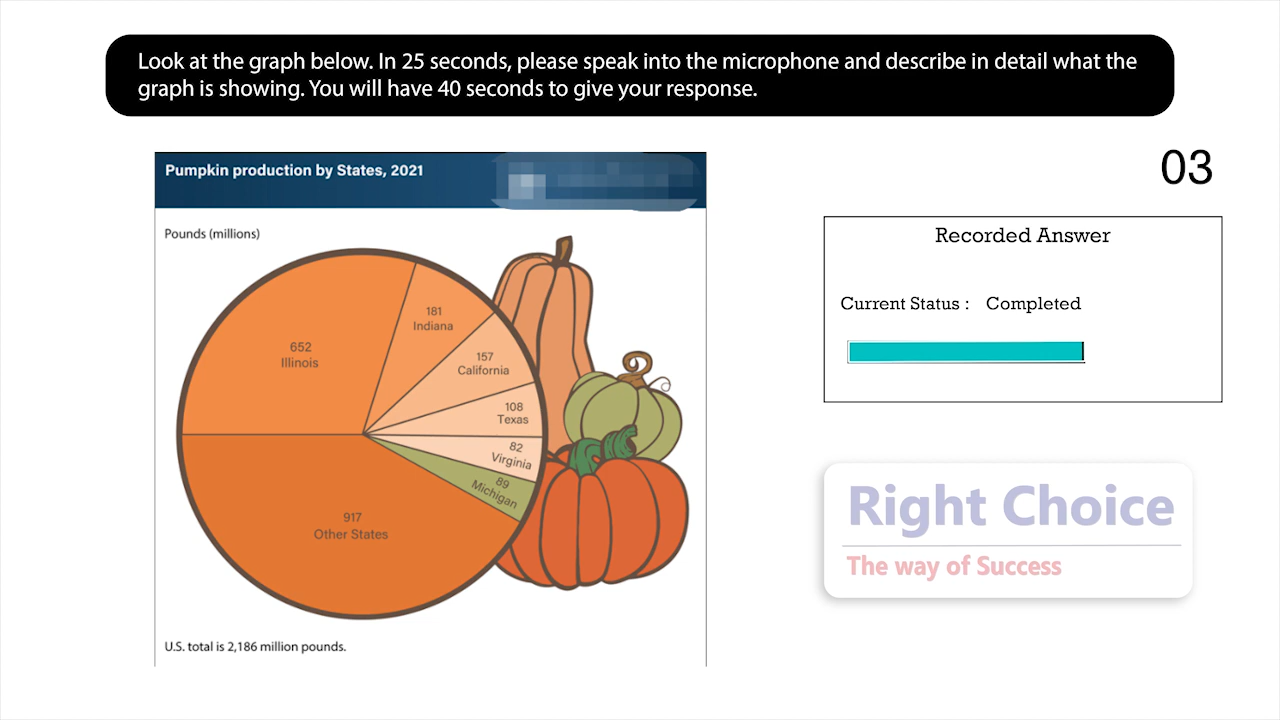 Look at the graph below. In 25 seconds, please speak into the microphone and describe in detail what the
graph is showing. You will have 40 seconds to give your response.
Pumpkin production by States, 2021
03
Pounds (millions)
Recorded Answer
Current Status : Completed
181
Indiana
652
Illinois
157
California
108
Texas
82
Virginia
89
Michigan
917
Other States
Right Choice
The way of Success
U.S. total is 2,186 million pounds.